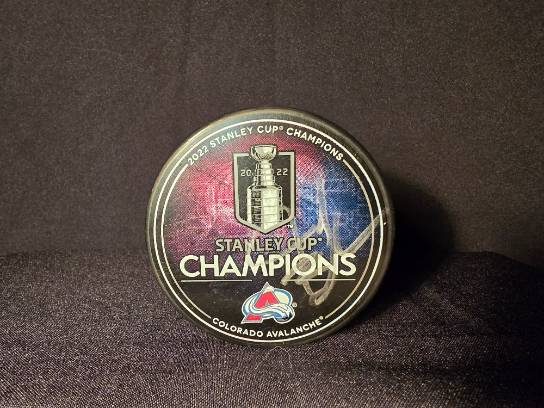 2022 STANLEY CUP® CHAMPIONS
20 22
STANLEY CUP®
CHAMPIONS
COLORADO AVALANCHE®